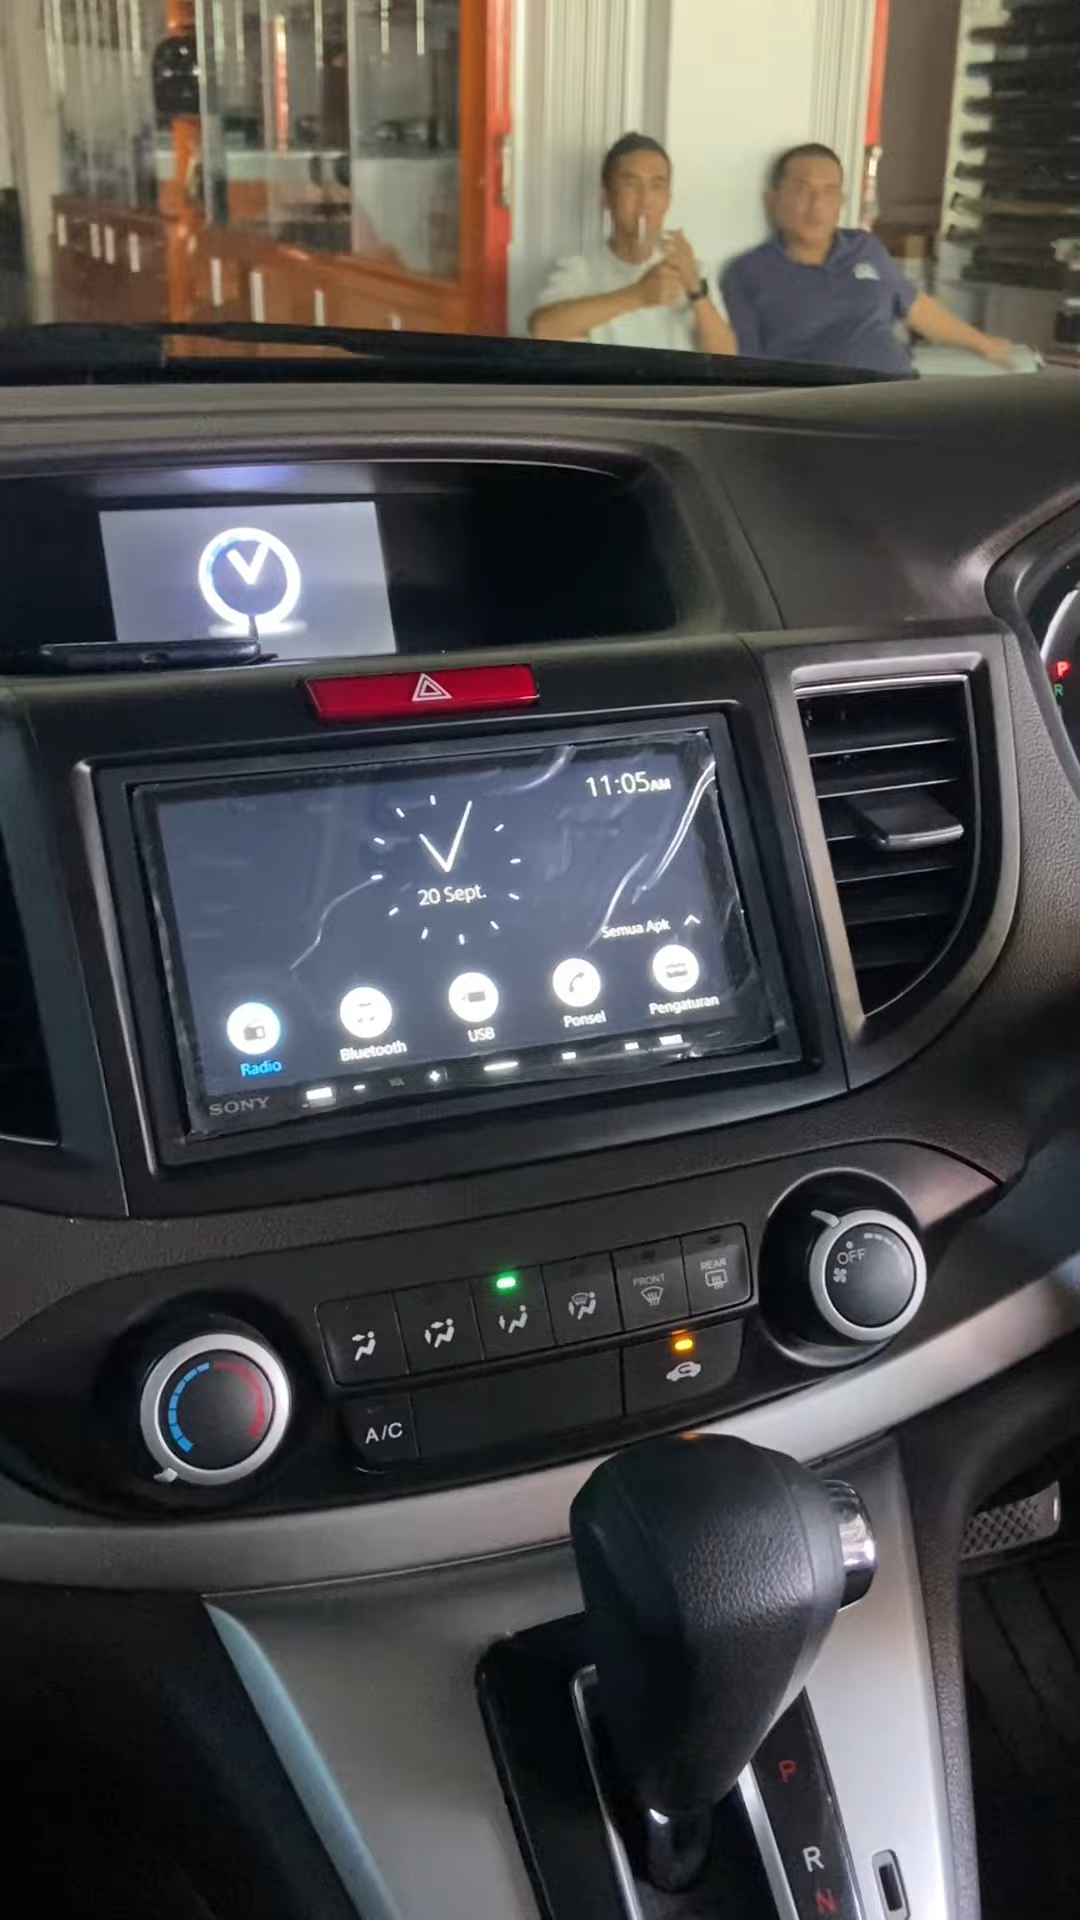 11:05AM
20 Sept.
Semua Apk
Radio
Bluetooth
USB
Ponsel
Pengaturan
SONY
OFF
FRONT
REAR
A/C
P
R
P
R
N